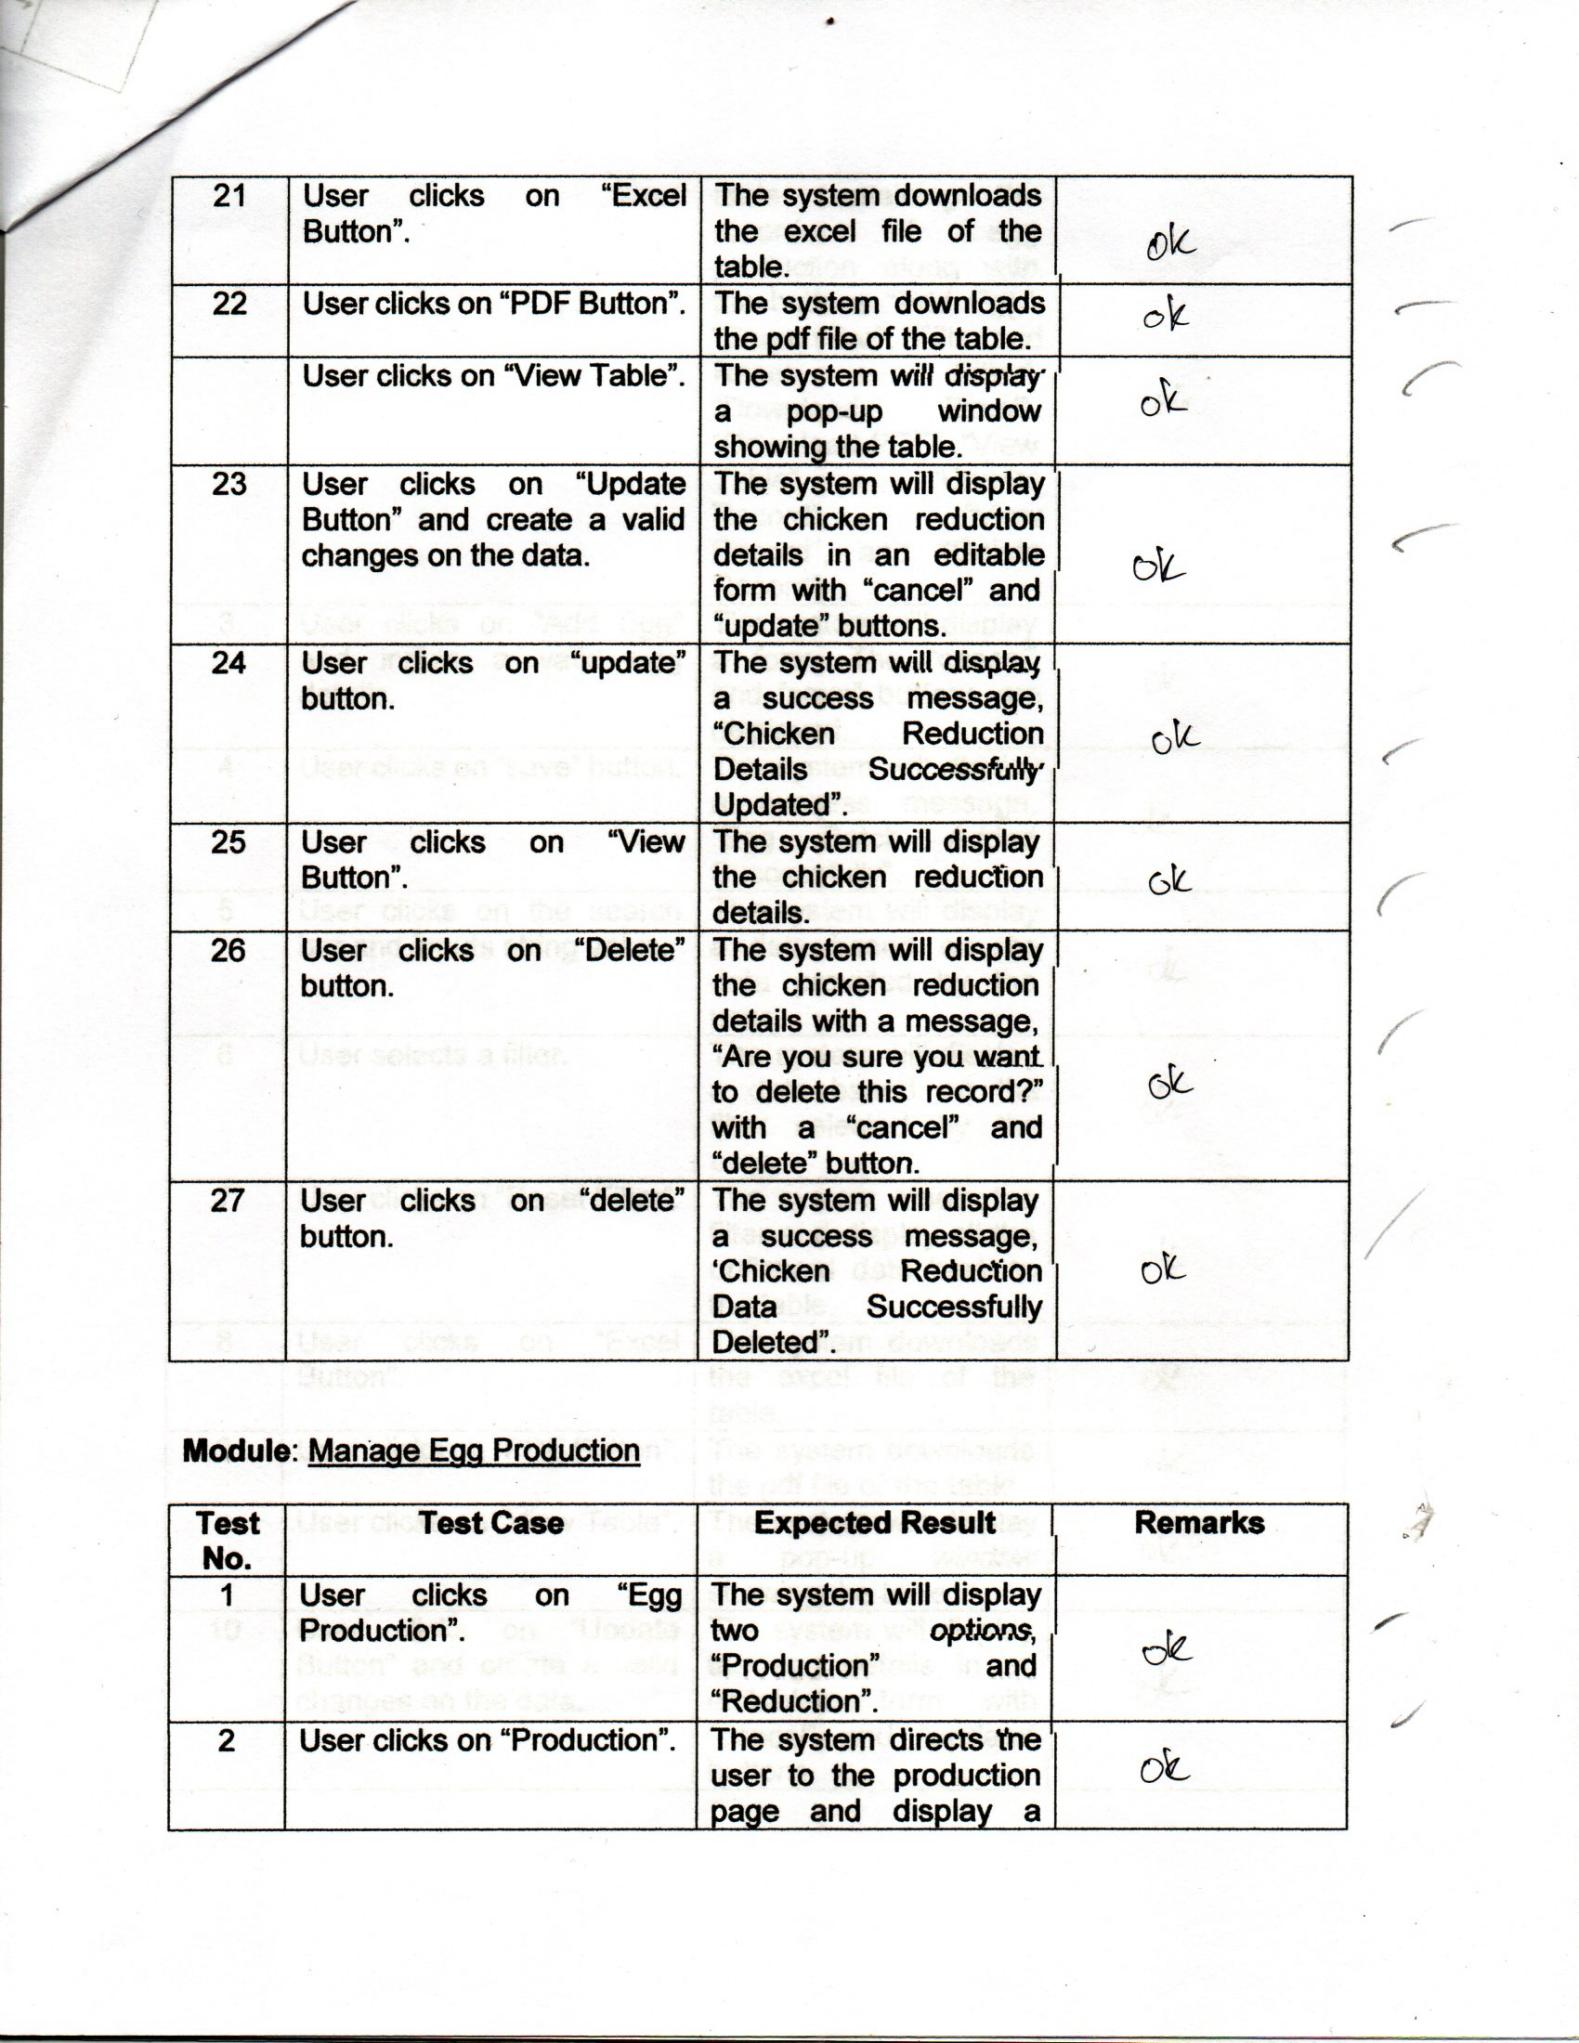 21 User clicks on “Excel The system downloads
Button”. the excel file of the ok
table.
22 User clicks on “PDF Button”. The system downloads ok
the pdf file of the table.
User clicks on “View Table”. The system will display
a pop-up window ok
showing the table.
23 User clicks on “Update The system will display
Button” and create a valid the chicken reduction
changes on the data. details in an editable ok
form with “cancel” and
“update” buttons.
24 User clicks on “update” The system will display
button. a success message,
“Chicken Reduction ok
Details Successfully
Updated”.
25 User clicks on “View The system will display
Button”. the chicken reduction ok
details.
26 User clicks on “Delete” The system will display
button. the chicken reduction
details with a message,
“Are you sure you want
to delete this record?” ok
with a “cancel” and
“delete” button.
27 User clicks on “delete” The system will display
button. a success message,
‘Chicken Reduction ok
Data Successfully
Deleted”.
Module: Manage Egg Production
Test Test Case Expected Result Remarks
No.
1 User clicks on “Egg The system will display
Production”. two options, ok
“Production” and
“Reduction”.
2 User clicks on “Production”. The system directs the
user to the production ok
page and display a